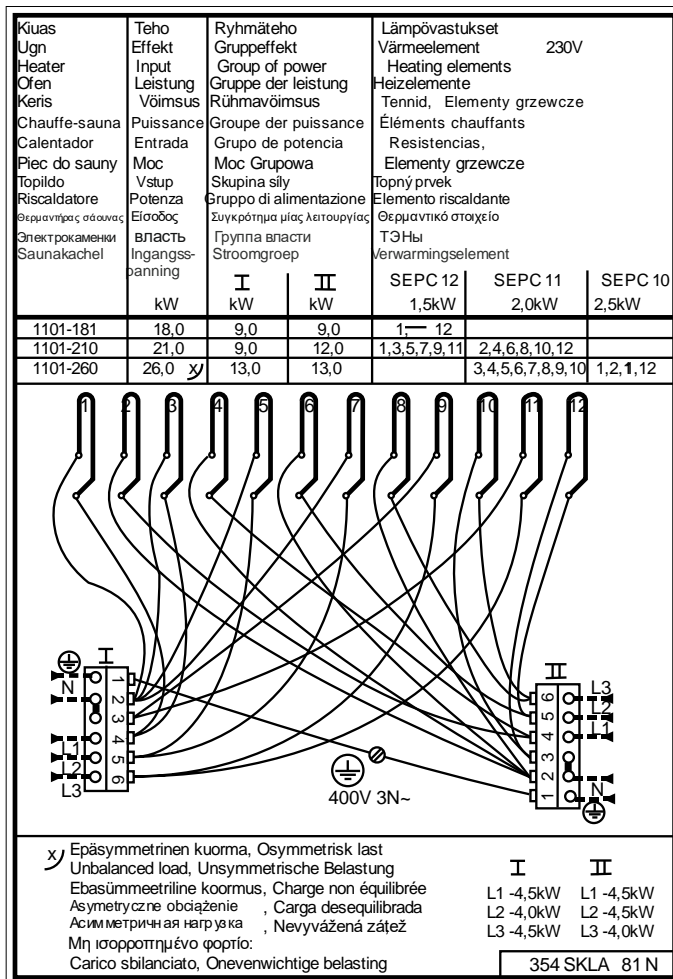 Kiuas Teho Ryhmäteho Lämpövastukset
Ugn Effekt Gruppeffekt Värmeelement 230V
Heater Input Group of power Heating elements
Ofen Leistung Gruppe der leistung Heizelemente
Keris Vöimsus Rühmavöimsus Tennid, Elementy grzewcze
Chauffe-sauna Puissance Groupe der puissance Éléments chauffants
Calentador Entrada Grupo de potencia Resistencias,
Piec do sauny Moc Moc Grupowa Elementy grzewcze
Topildo Vstup Skupina síly Topný prvek
Riscaldatore Potenza Gruppo di alimentazione Elemento riscaldante
Θερμαντήρας σάουνας Είσοδος Συγκρότημα μίας λειτουργίας Θερμαντικό στοιχείο
Электрокаменки власть Группа власти ТЭНы
Saunakachel Ingangss- Stroomgroep Verwarmingselement
panning
I II SEPC 12 SEPC 11 SEPC 10
kW kW kW 1,5kW 2,0kW 2,5kW
1101-181 18,0 9,0 9,0 1,— 12
1101-210 21,0 9,0 12,0 1,3,5,7,9,11 2,4,6,8,10,12
1101-260 26,0 x) 13,0 13,0 3,4,5,6,7,8,9,10 1,2,11,12
1 2 3 4 5 6 7 8 9 10 11 12
I
N
L1
L2
L3
1 2 3 4 5 6
II
L3
L2
L1
N
6 5 4 3 2 1
400V 3N~
x) Epäsymmetrinen kuorma, Osymmetrisk last
Unbalanced load, Unsymmetrische Belastung
Ebasümmeetriline koormus, Charge non équilibrée
Asymetryczne obciążenie , Carga desequilibrada
Асимметричная нагрузка , Nevyvážená zátež
Μη ισορροπημένο φορτίο:
Carico sbilanciato, Onevenwichtige belasting
I II
L1 -4,5kW L1 -4,5kW
L2 -4,0kW L2 -4,5kW
L3 -4,5kW L3 -4,0kW
354 SKLA 81 N